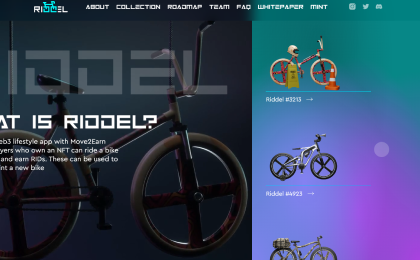 RIDDEL
ABOUT COLLECTION ROADMAP TEAM FAQ WHITEPAPER MINT
IDDEL
AT IS RIDDEL?
eb3 lifestyle app with Move2Earn
yers who own an NFT can ride a bike
and earn RIDs. These can be used to
nt a new bike
Riddel #3213 →
Riddel #4923 →